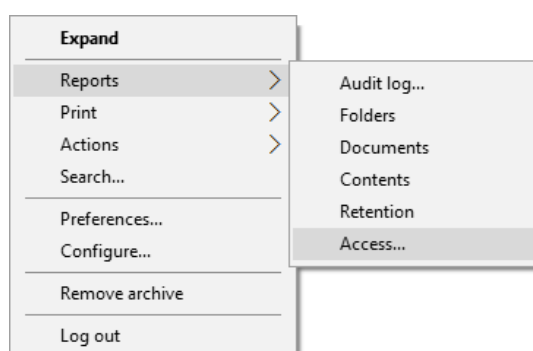 Expand
Reports
Print
Actions
Search...
Preferences...
Configure...
Remove archive
Log out
Audit log...
Folders
Documents
Contents
Retention
Access...